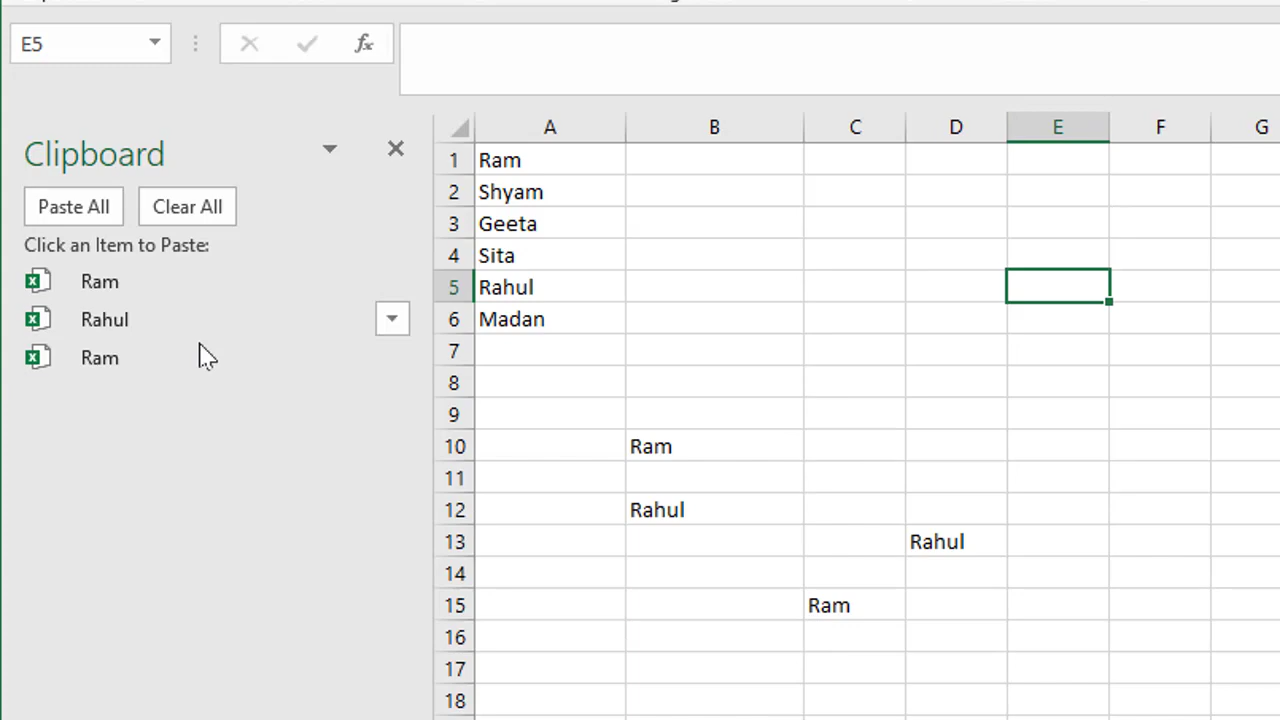 E5 fx
Clipboard
Paste All Clear All
Click an Item to Paste:
Ram
Rahul
Ram
A B C D E F G
1 Ram
2 Shyam
3 Geeta
4 Sita
5 Rahul
6 Madan
7
8
9
10 Ram
11
12 Rahul
13 Rahul
14
15 Ram
16
17
18